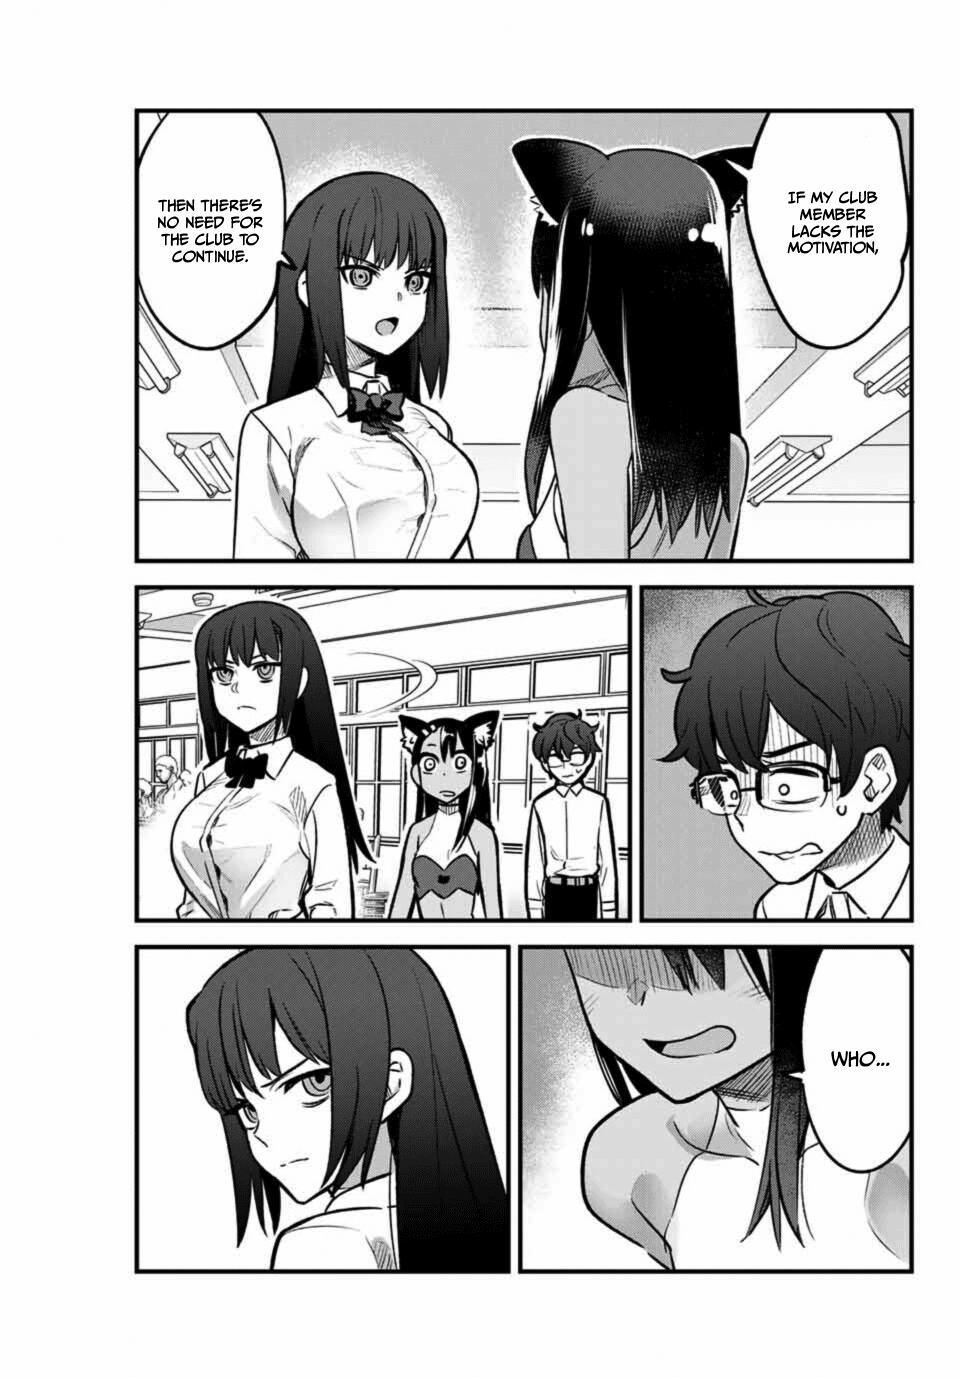 IF MY CLUB
MEMBER
LACKS THE
MOTIVATION,
THEN THERE'S
NO NEED FOR
THE CLUB TO
CONTINUE.
WHO...